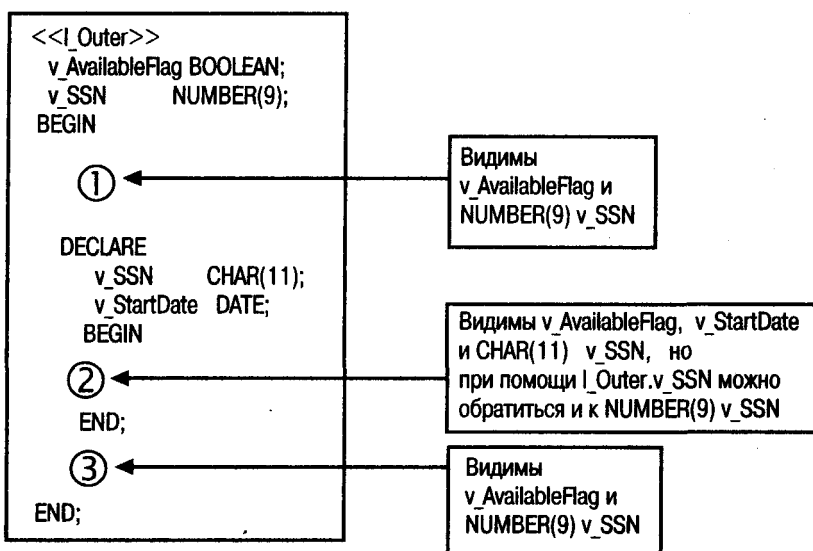 <<l_Outer>>
v_AvailableFlag BOOLEAN;
v_SSN NUMBER(9);
BEGIN
①
Видимы
v_AvailableFlag и
NUMBER(9) v_SSN
DECLARE
v_SSN CHAR(11);
v_StartDate DATE;
BEGIN
②
Видимы v_AvailableFlag, v_StartDate
и CHAR(11) v_SSN, но
при помощи l_Outer.v_SSN можно
обратиться и к NUMBER(9) v_SSN
END;
③
Видимы
v_AvailableFlag и
NUMBER(9) v_SSN
END;